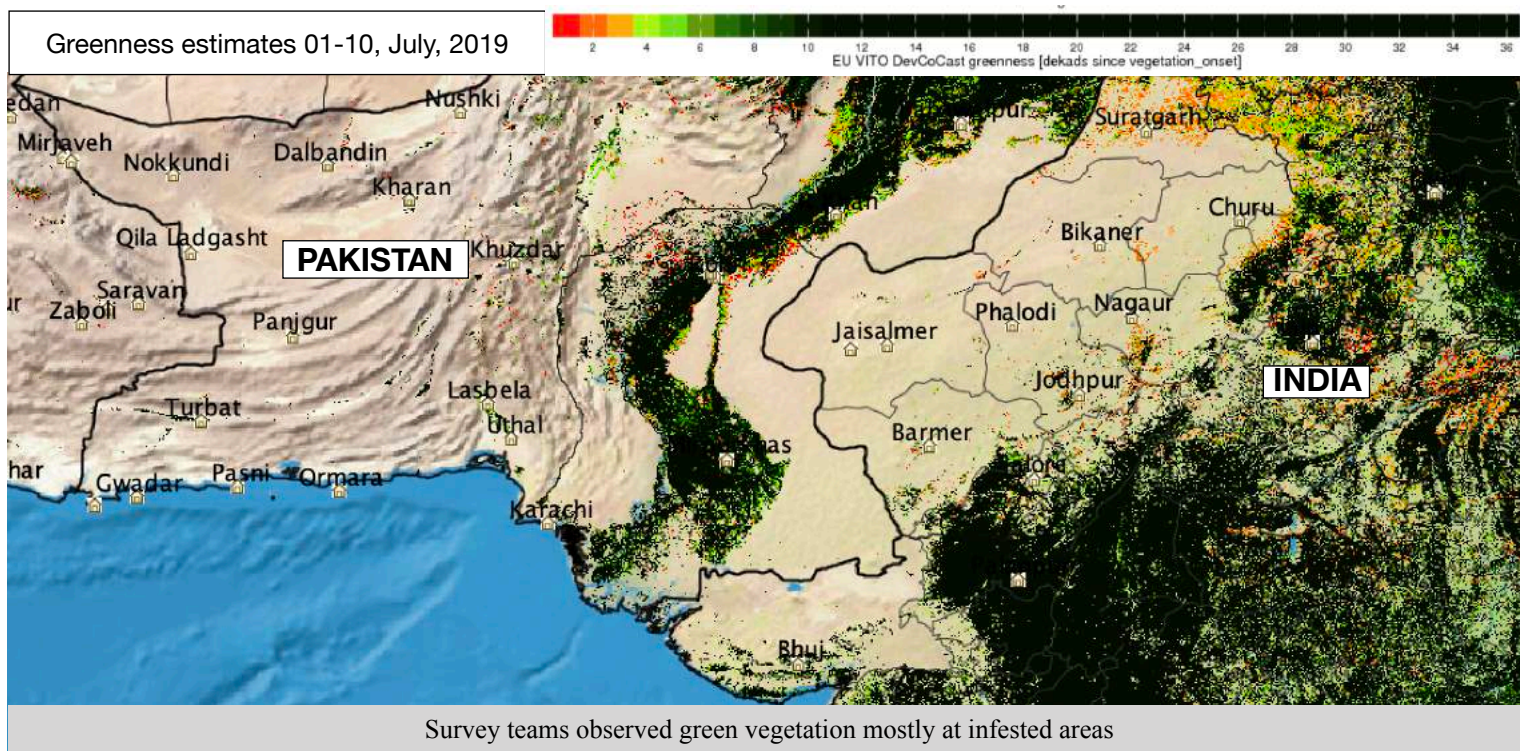 Greenness estimates 01-10, July, 2019
2 4 6 8 10 12 14 16 18 20 22 24 26 28 30 32 34 36
EU VITO DevCoCast greenness [dekads since vegetation_onset]
Nushki
Suratgarh
Mirjaveh
Nokkundi
Dalbandin
Kharan
Churu
Qila Ladgasht
PAKISTAN
Khuzdar
Bikaner
Saravan
Zaboli
Panjgur
Jaisalmer
Phalodi
Nagaur
INDIA
Jodhpur
Lasbela
Turbat
Uthal
Barmer
Gwadar
Pasni
Ormara
Karachi
Bhuj
Survey teams observed green vegetation mostly at infested areas